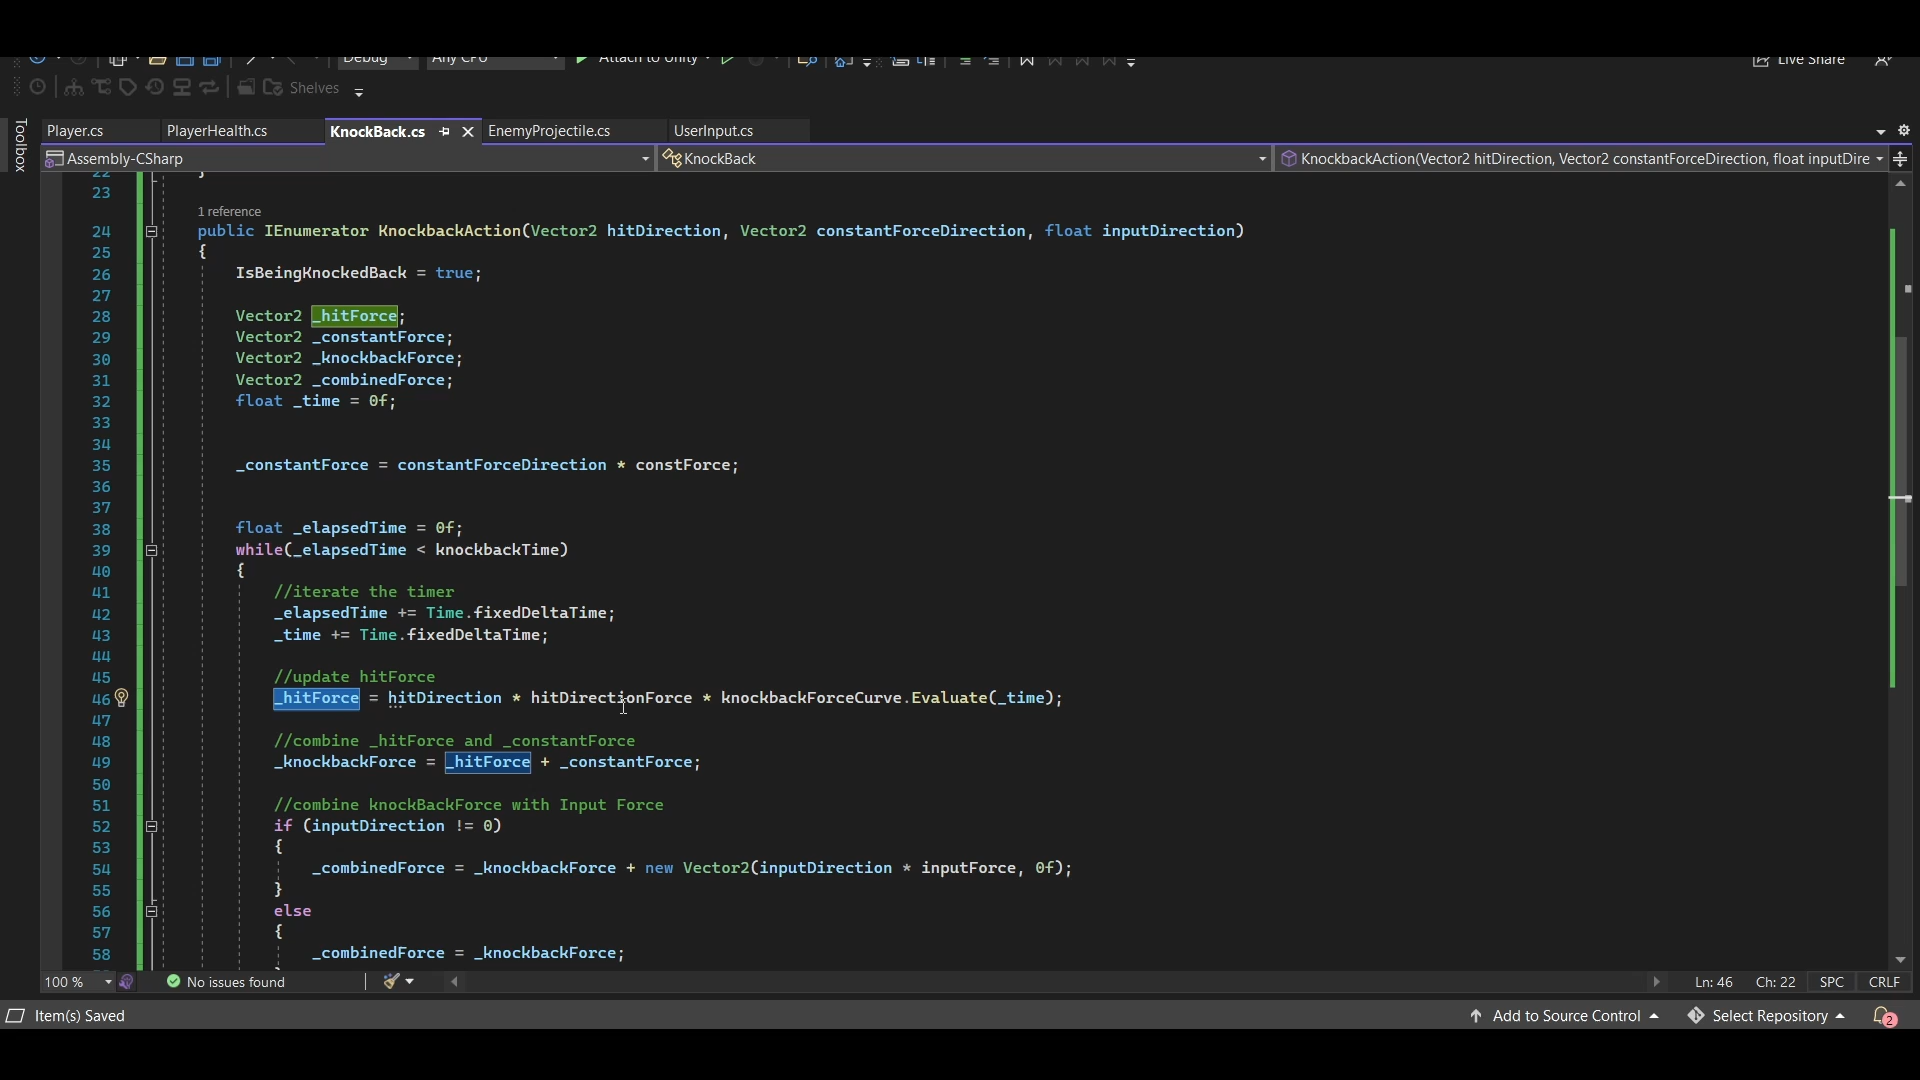 Debug Any CPU Attach to Unity Live Share
Shelves
Toolbox
Player.cs PlayerHealth.cs KnockBack.cs EnemyProjectile.cs UserInput.cs
Assembly-CSharp KnockBack KnockbackAction(Vector2 hitDirection, Vector2 constantForceDirection, float inputDire
22 }
23
1 reference
24 public IEnumerator KnockbackAction(Vector2 hitDirection, Vector2 constantForceDirection, float inputDirection)
25 {
26 IsBeingKnockedBack = true;
27
28 Vector2 _hitForce;
29 Vector2 _constantForce;
30 Vector2 _knockbackForce;
31 Vector2 _combinedForce;
32 float _time = 0f;
33
34
35 _constantForce = constantForceDirection * constForce;
36
37
38 float _elapsedTime = 0f;
39 while(_elapsedTime < knockbackTime)
40 {
41 //iterate the timer
42 _elapsedTime += Time.fixedDeltaTime;
43 _time += Time.fixedDeltaTime;
44
45 //update hitForce
46 _hitForce = hitDirection * hitDirectionForce * knockbackForceCurve.Evaluate(_time);
47
48 //combine _hitForce and _constantForce
49 _knockbackForce = _hitForce + _constantForce;
50
51 //combine knockBackForce with Input Force
52 if (inputDirection != 0)
53 {
54 _combinedForce = _knockbackForce + new Vector2(inputDirection * inputForce, 0f);
55 }
56 else
57 {
58 _combinedForce = _knockbackForce;
100 % No issues found Ln: 46 Ch: 22 SPC CRLF
Item(s) Saved Add to Source Control Select Repository 2